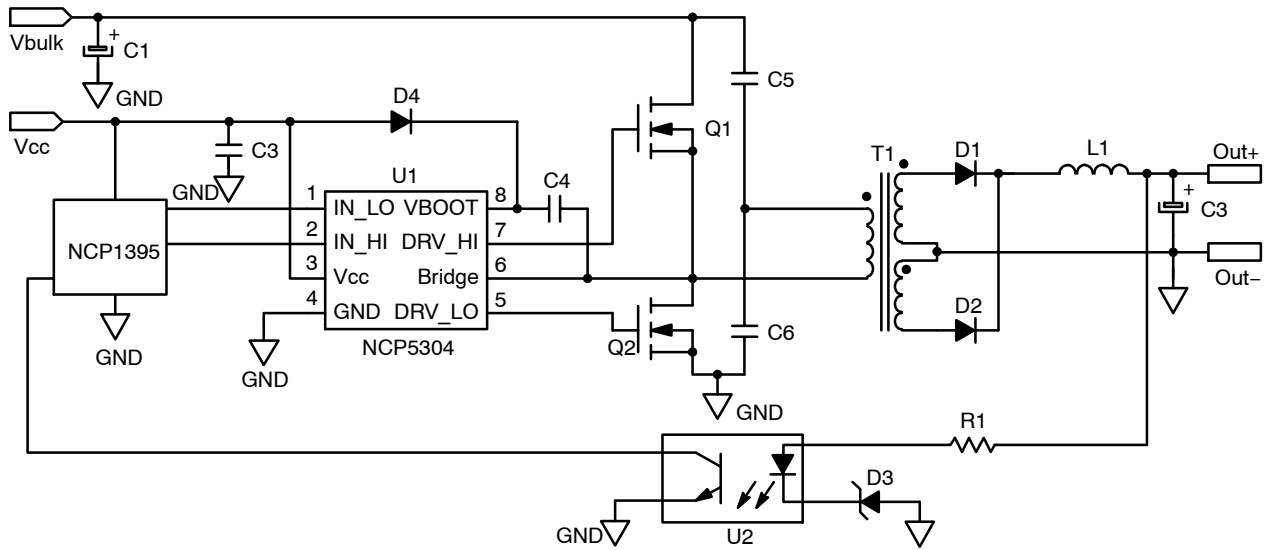 Vbulk
+
C1
GND
Vcc
C3
GND
D4
U1
1
IN_LO
VBOOT
8
C4
2
IN_HI
DRV_HI
7
3
Vcc
Bridge
6
4
GND
DRV_LO
5
NCP5304
NCP1395
GND
GND
Q1
Q2
C5
C6
GND
T1
D1
D2
L1
Out+
+
C3
Out−
R1
D3
U2
GND